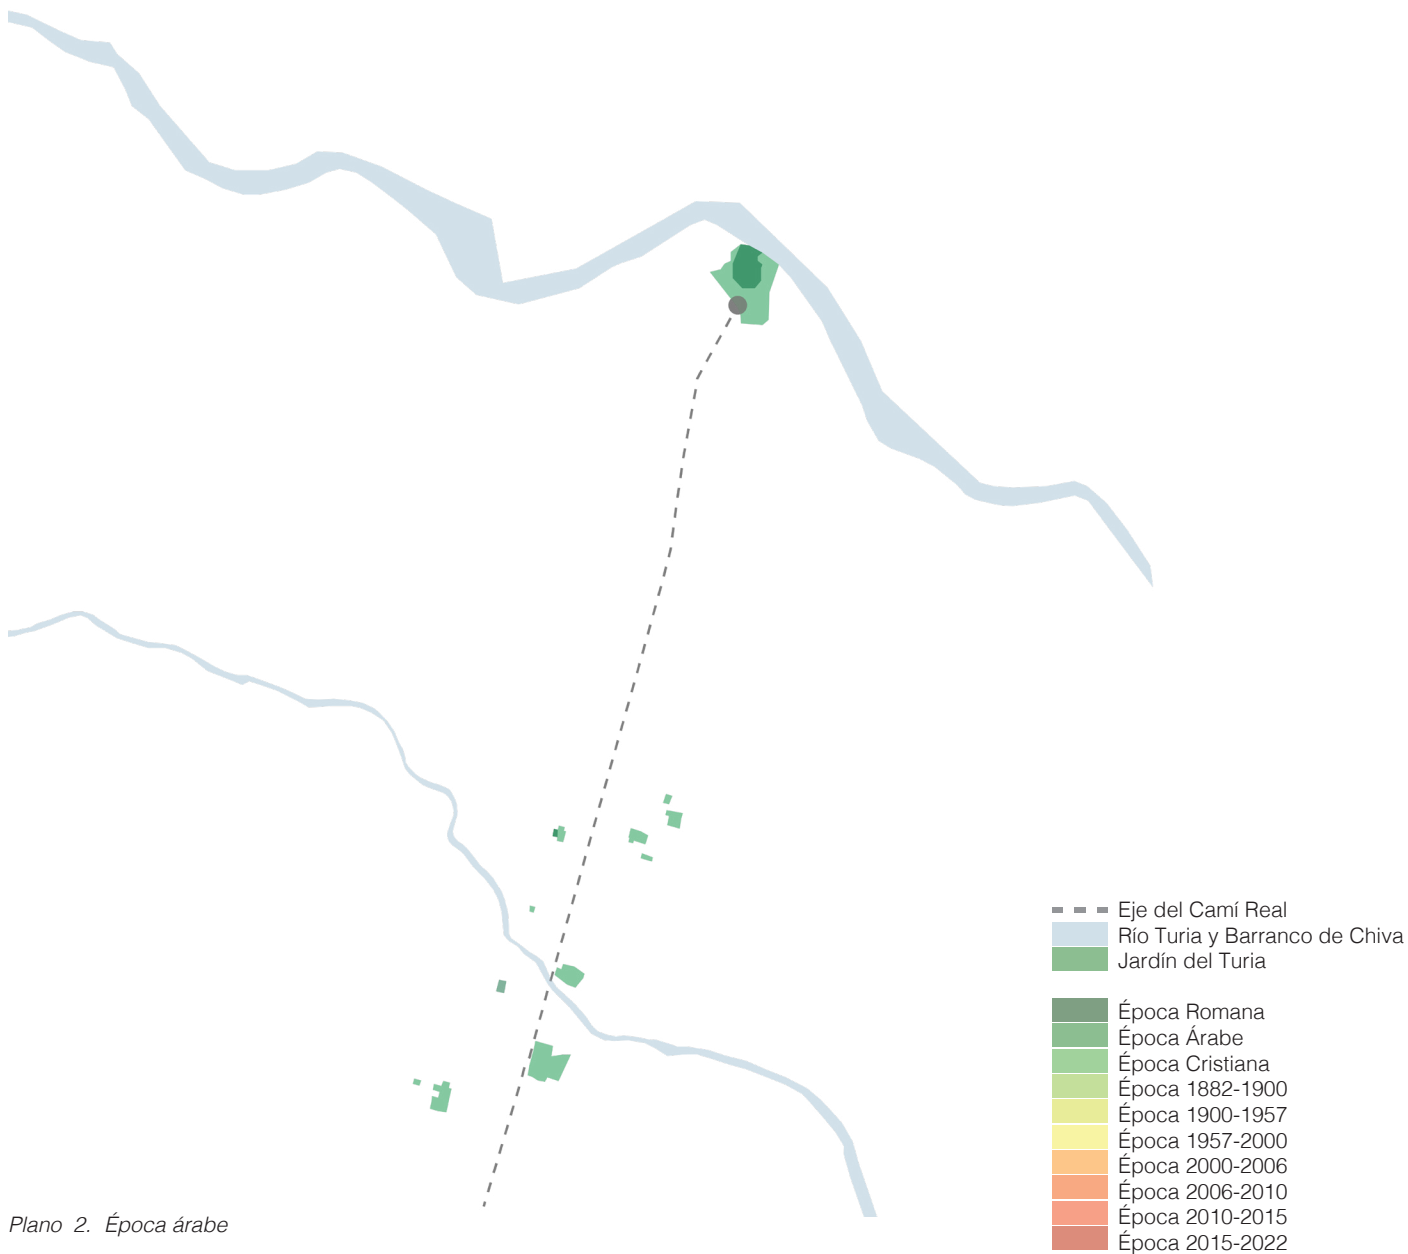 Eje del Camí Real
Río Turia y Barranco de Chiva
Jardín del Turia
Época Romana
Época Árabe
Época Cristiana
Época 1882-1900
Época 1900-1957
Época 1957-2000
Época 2000-2006
Época 2006-2010
Época 2010-2015
Época 2015-2022
Plano 2. Época árabe